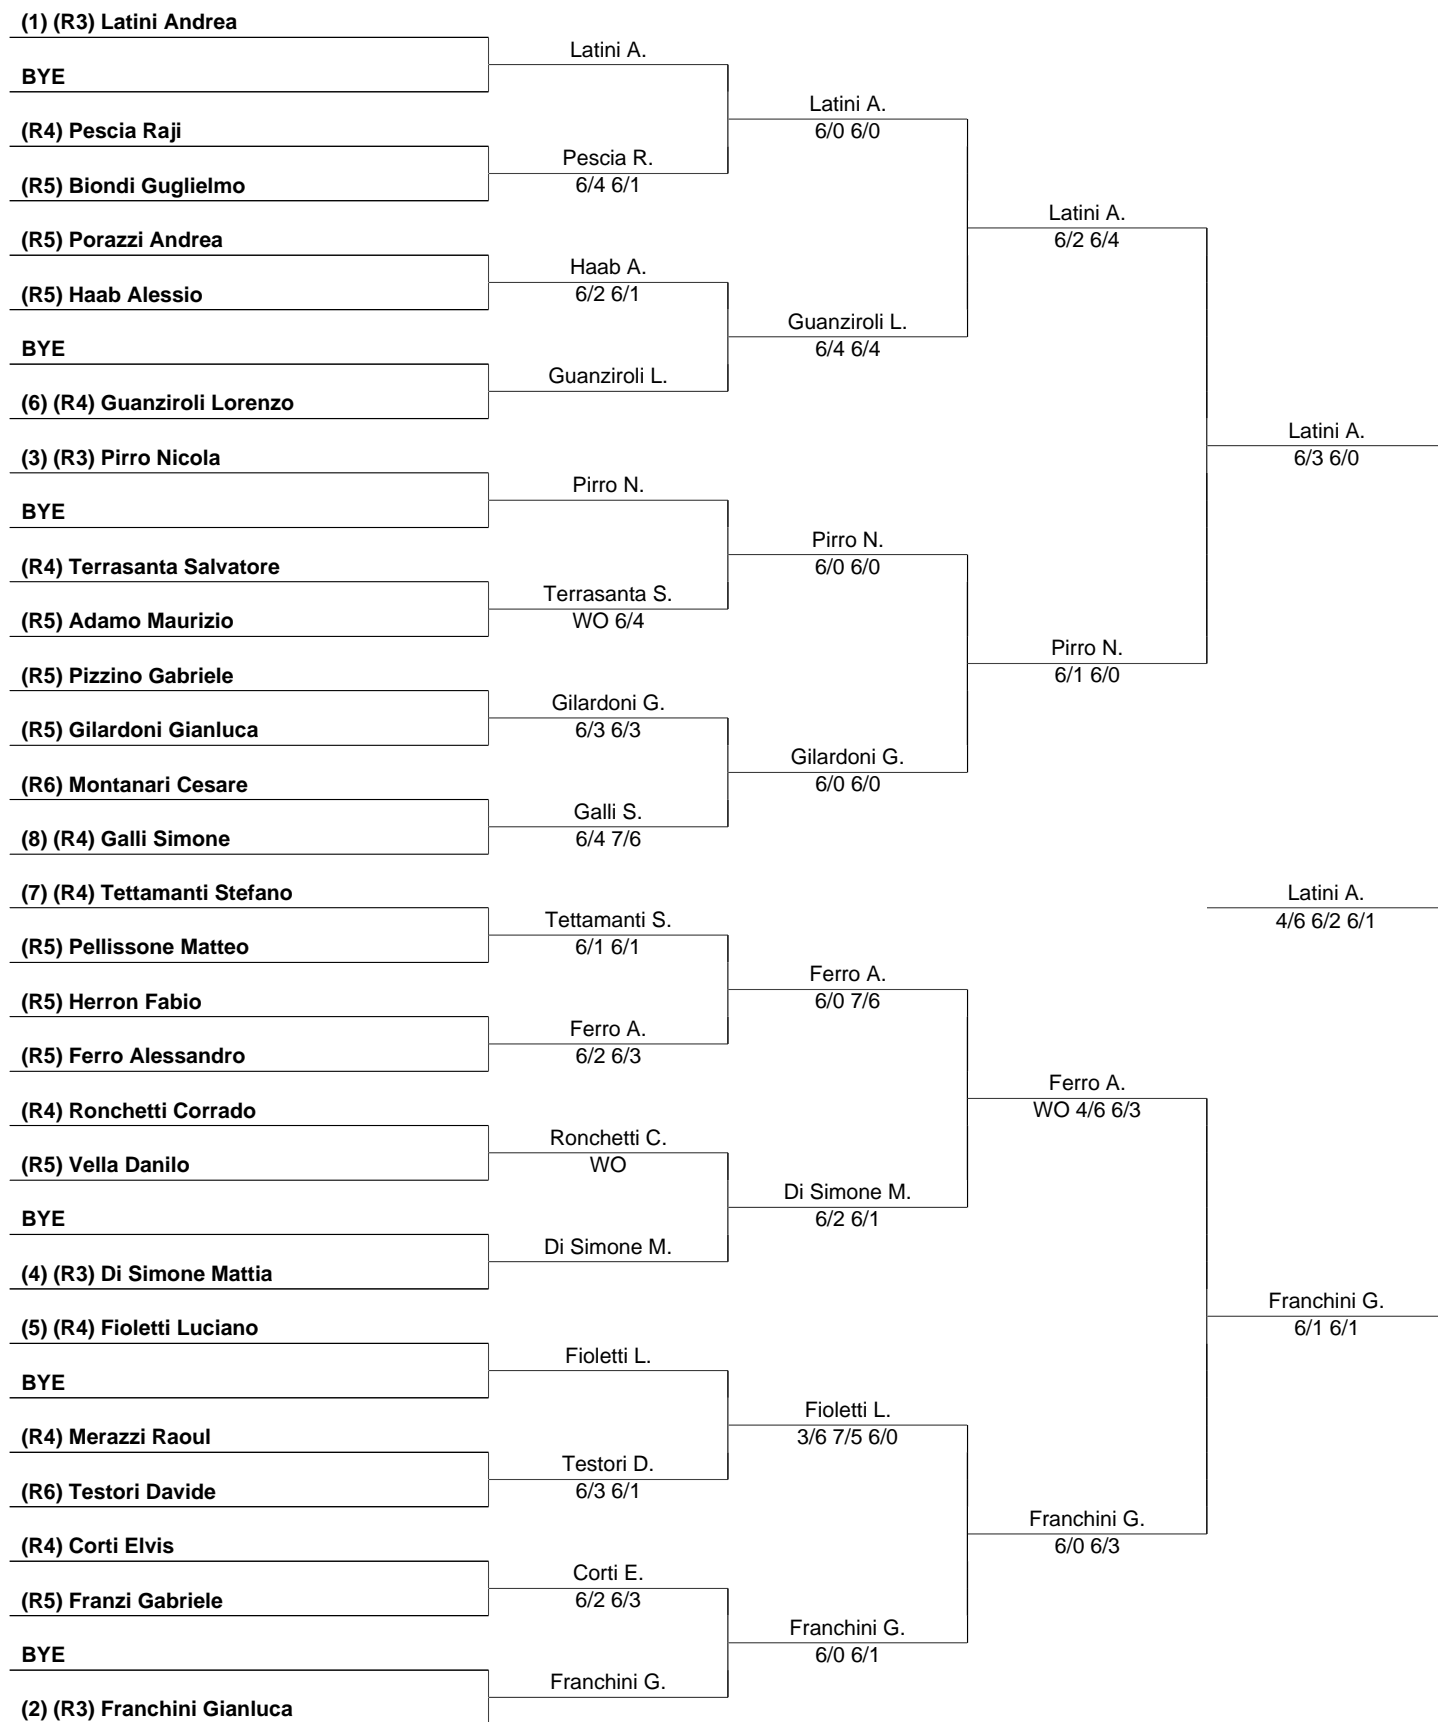 (1) (R3) Latini Andrea
BYE
(R4) Pescia Raji
(R5) Biondi Guglielmo
(R5) Porazzi Andrea
(R5) Haab Alessio
BYE
(6) (R4) Guanziroli Lorenzo
(3) (R3) Pirro Nicola
BYE
(R4) Terrasanta Salvatore
(R5) Adamo Maurizio
(R5) Pizzino Gabriele
(R5) Gilardoni Gianluca
(R6) Montanari Cesare
(8) (R4) Galli Simone
(7) (R4) Tettamanti Stefano
(R5) Pellissone Matteo
(R5) Herron Fabio
(R5) Ferro Alessandro
(R4) Ronchetti Corrado
(R5) Vella Danilo
BYE
(4) (R3) Di Simone Mattia
(5) (R4) Fioletti Luciano
BYE
(R4) Merazzi Raoul
(R6) Testori Davide
(R4) Corti Elvis
(R5) Franzi Gabriele
BYE
(2) (R3) Franchini Gianluca
Latini A.
Pescia R.
6/4 6/1
Haab A.
6/2 6/1
Guanziroli L.
Pirro N.
Terrasanta S.
WO 6/4
Gilardoni G.
6/3 6/3
Galli S.
6/4 7/6
Tettamanti S.
6/1 6/1
Ferro A.
6/2 6/3
Ronchetti C.
WO
Di Simone M.
Fioletti L.
Testori D.
6/3 6/1
Corti E.
6/2 6/3
Franchini G.
Latini A.
6/0 6/0
Guanziroli L.
6/4 6/4
Pirro N.
6/0 6/0
Gilardoni G.
6/0 6/0
Ferro A.
6/0 7/6
Di Simone M.
6/2 6/1
Fioletti L.
3/6 7/5 6/0
Franchini G.
6/0 6/1
Latini A.
6/2 6/4
Pirro N.
6/1 6/0
Ferro A.
WO 4/6 6/3
Franchini G.
6/0 6/3
Latini A.
6/3 6/0
Latini A.
4/6 6/2 6/1
Franchini G.
6/1 6/1